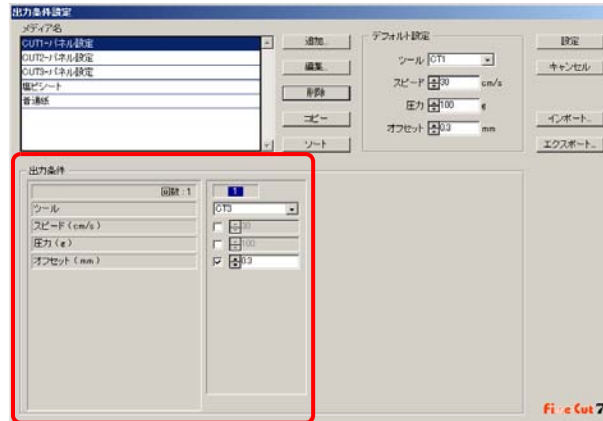 出力条件設定
メディア名
CUT1-パネル設定
CUT2-パネル設定
CUT3-パネル設定
塩ビシート
普通紙
追加...
編集...
削除
コピー
ソート
デフォルト設定
ツール CT1
スピード 30 cm/s
圧力 100 g
オフセット 0.3 mm
設定
キャンセル
インポート...
エクスポート...
出力条件
回数 : 1 1
ツール CT3
スピード (cm/s) 30
圧力 (g) 100
オフセット (mm) 0.3
Fine Cut 7